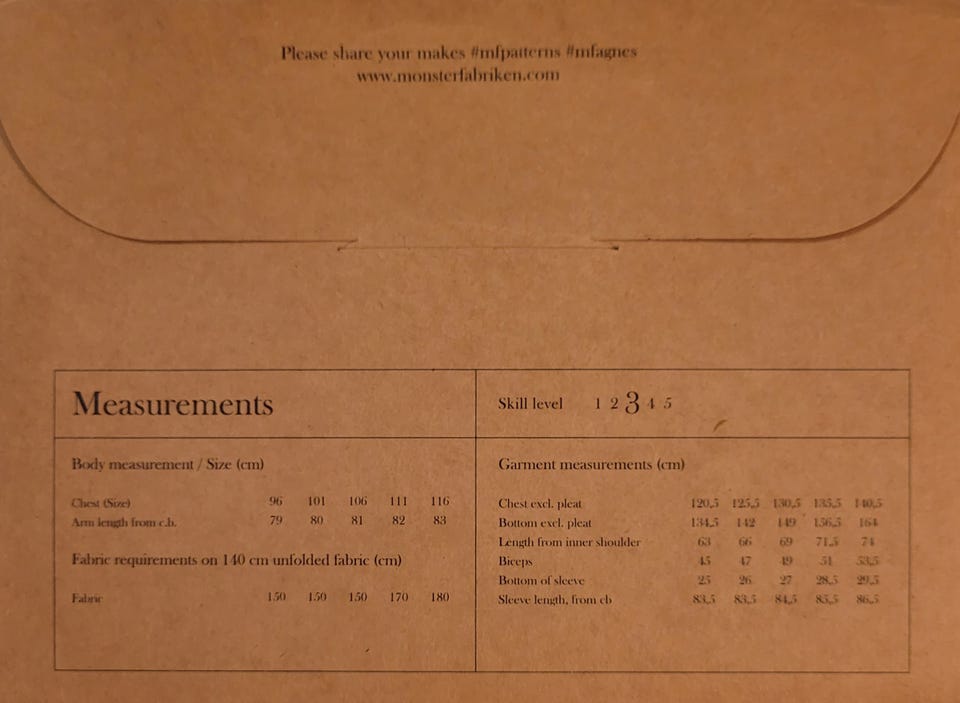 Please share your makes #mfpatterns #mfagnes
www.monsterfabriken.com
Measurements
Skill level 1 2 3 4 5
Body measurement / Size (cm)
Chest (Size) 96 101 106 111 116
Arm length from c.b. 79 80 81 82 83
Fabric requirements on 140 cm unfolded fabric (cm)
Fabric 150 150 150 170 180
Garment measurements (cm)
Chest excl. pleat 120,5 125,5 130,5 135,5 140,5
Bottom excl. pleat 134,5 142 149 156,5 164
Length from inner shoulder 63 66 69 71,5 74
Biceps 45 47 49 51 53,5
Bottom of sleeve 25 26 27 28,5 29,5
Sleeve length, from cb 83,5 83,5 84,5 85,5 86,5